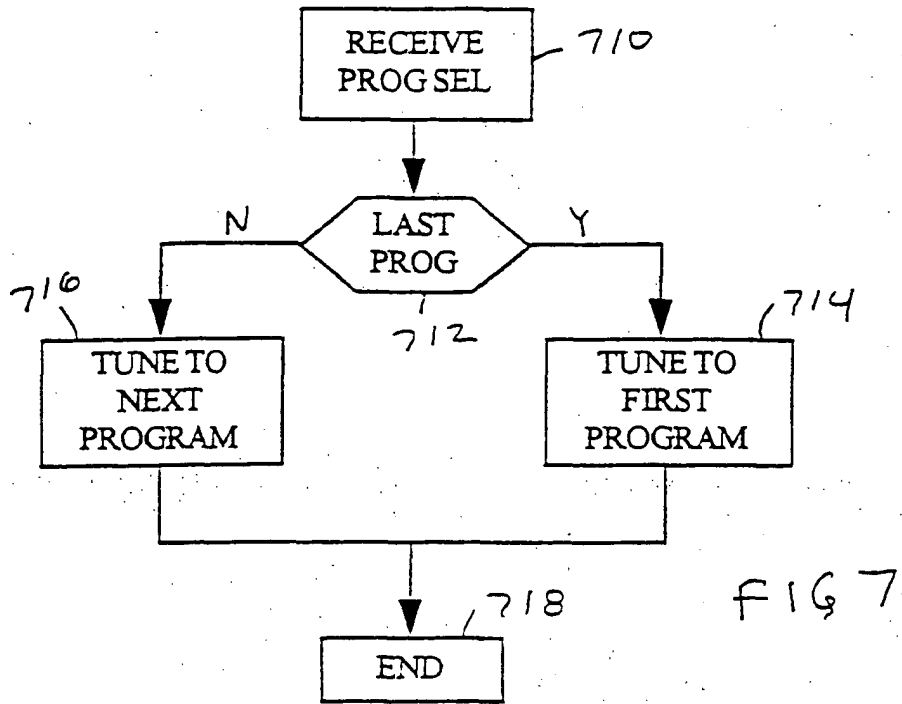 RECEIVE
PROG SEL
710
LAST
PROG
N
Y
712
716
714
TUNE TO
NEXT
PROGRAM
TUNE TO
FIRST
PROGRAM
FIG 7
718
END